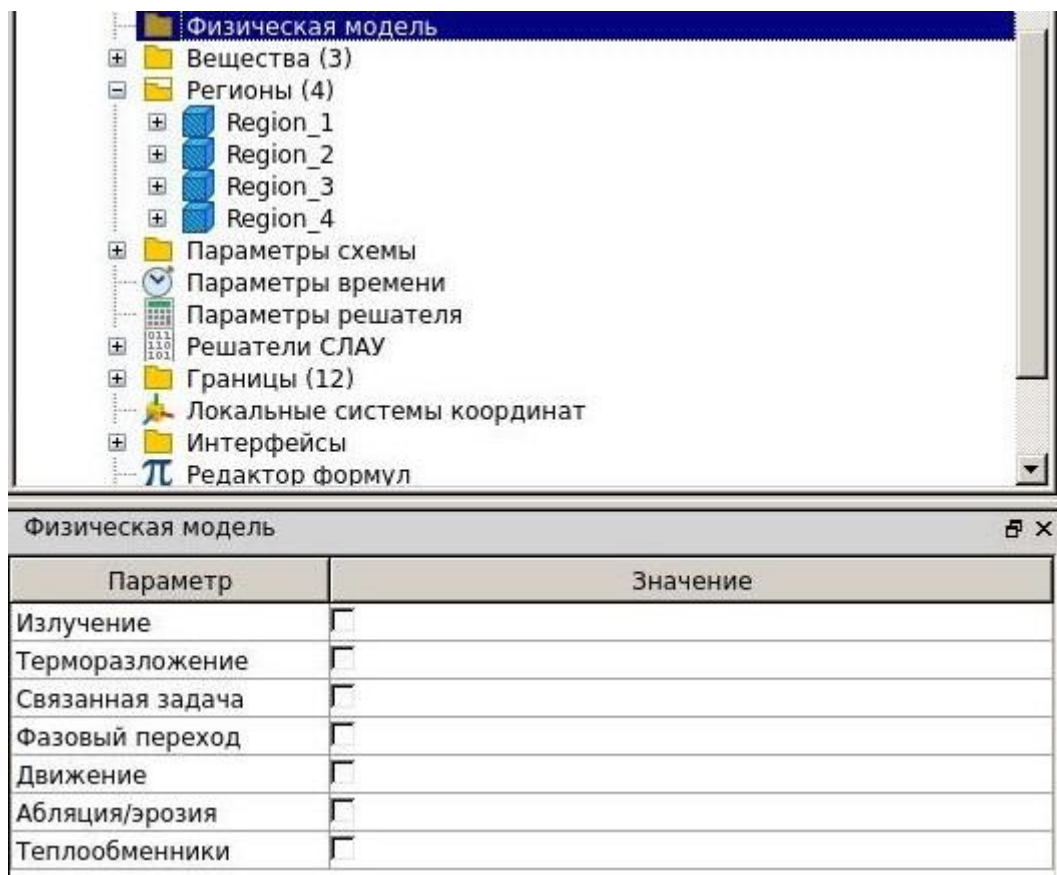 Физическая модель
Вещества (3)
Регионы (4)
Region_1
Region_2
Region_3
Region_4
Параметры схемы
Параметры времени
Параметры решателя
Решатели СЛАУ
Границы (12)
Локальные системы координат
Интерфейсы
Редактор формул
Физическая модель
Параметр Значение
Излучение
Терморазложение
Связанная задача
Фазовый переход
Движение
Абляция/эрозия
Теплообменники